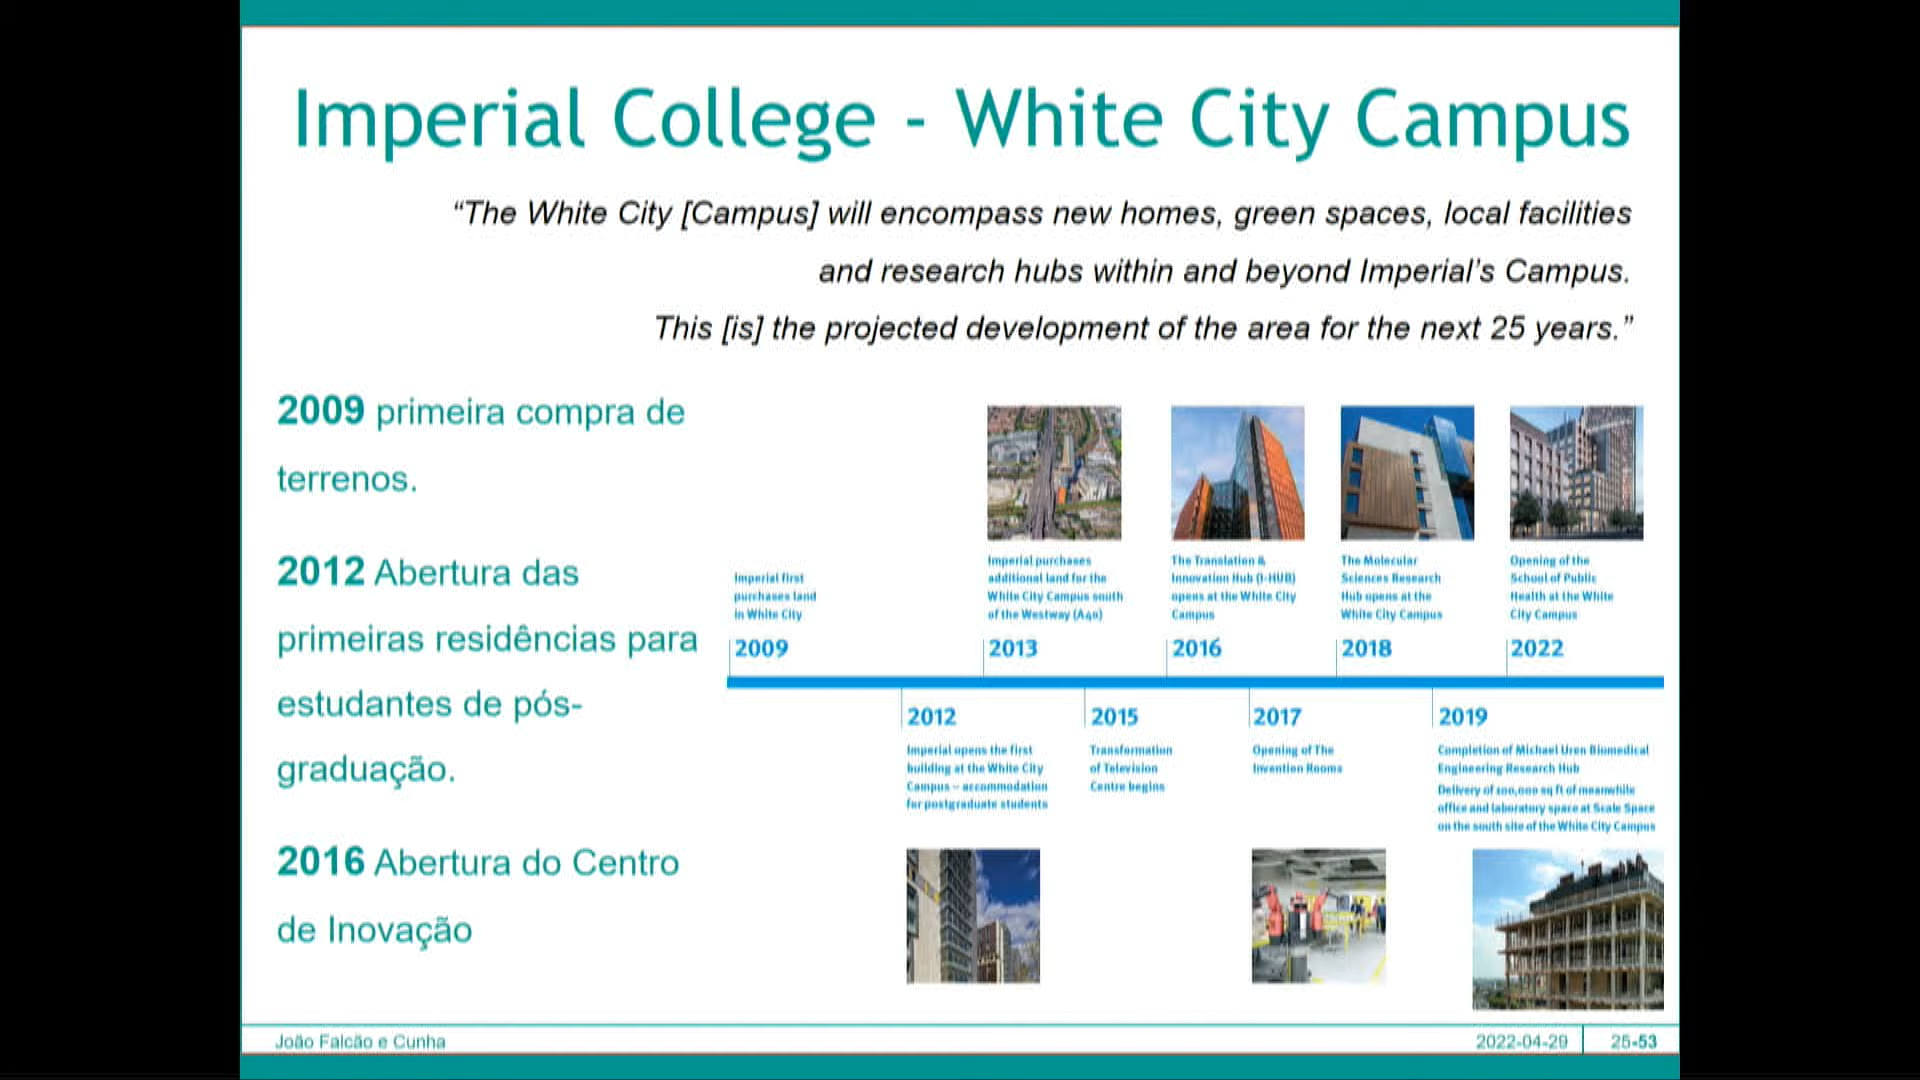 Imperial College - White City Campus
“The White City [Campus] will encompass new homes, green spaces, local facilities
and research hubs within and beyond Imperial’s Campus.
This [is] the projected development of the area for the next 25 years.”
2009 primeira compra de
terrenos.
2012 Abertura das
primeiras residências para
estudantes de pós-
graduação.
2016 Abertura do Centro
de Inovação
Imperial first
purchases land
in White City
2009
Imperial purchases
additional land for the
White City Campus south
of the Westway (A40)
2013
The Translation &
Innovation Hub (I-HUB)
opens at the White City
Campus
2016
The Molecular
Sciences Research
Hub opens at the
White City Campus
2018
Opening of the
School of Public
Health at the White
City Campus
2022
2012
Imperial opens the first
building at the White City
Campus – accommodation
for postgraduate students
2015
Transformation
of Television
Centre begins
2017
Opening of The
Invention Rooms
2019
Completion of Michael Uren Biomedical
Engineering Research Hub
Delivery of 100,000 sq ft of meanwhile
office and laboratory space at Scale Space
on the south site of the White City Campus
João Falcão e Cunha
2022-04-29
25-53